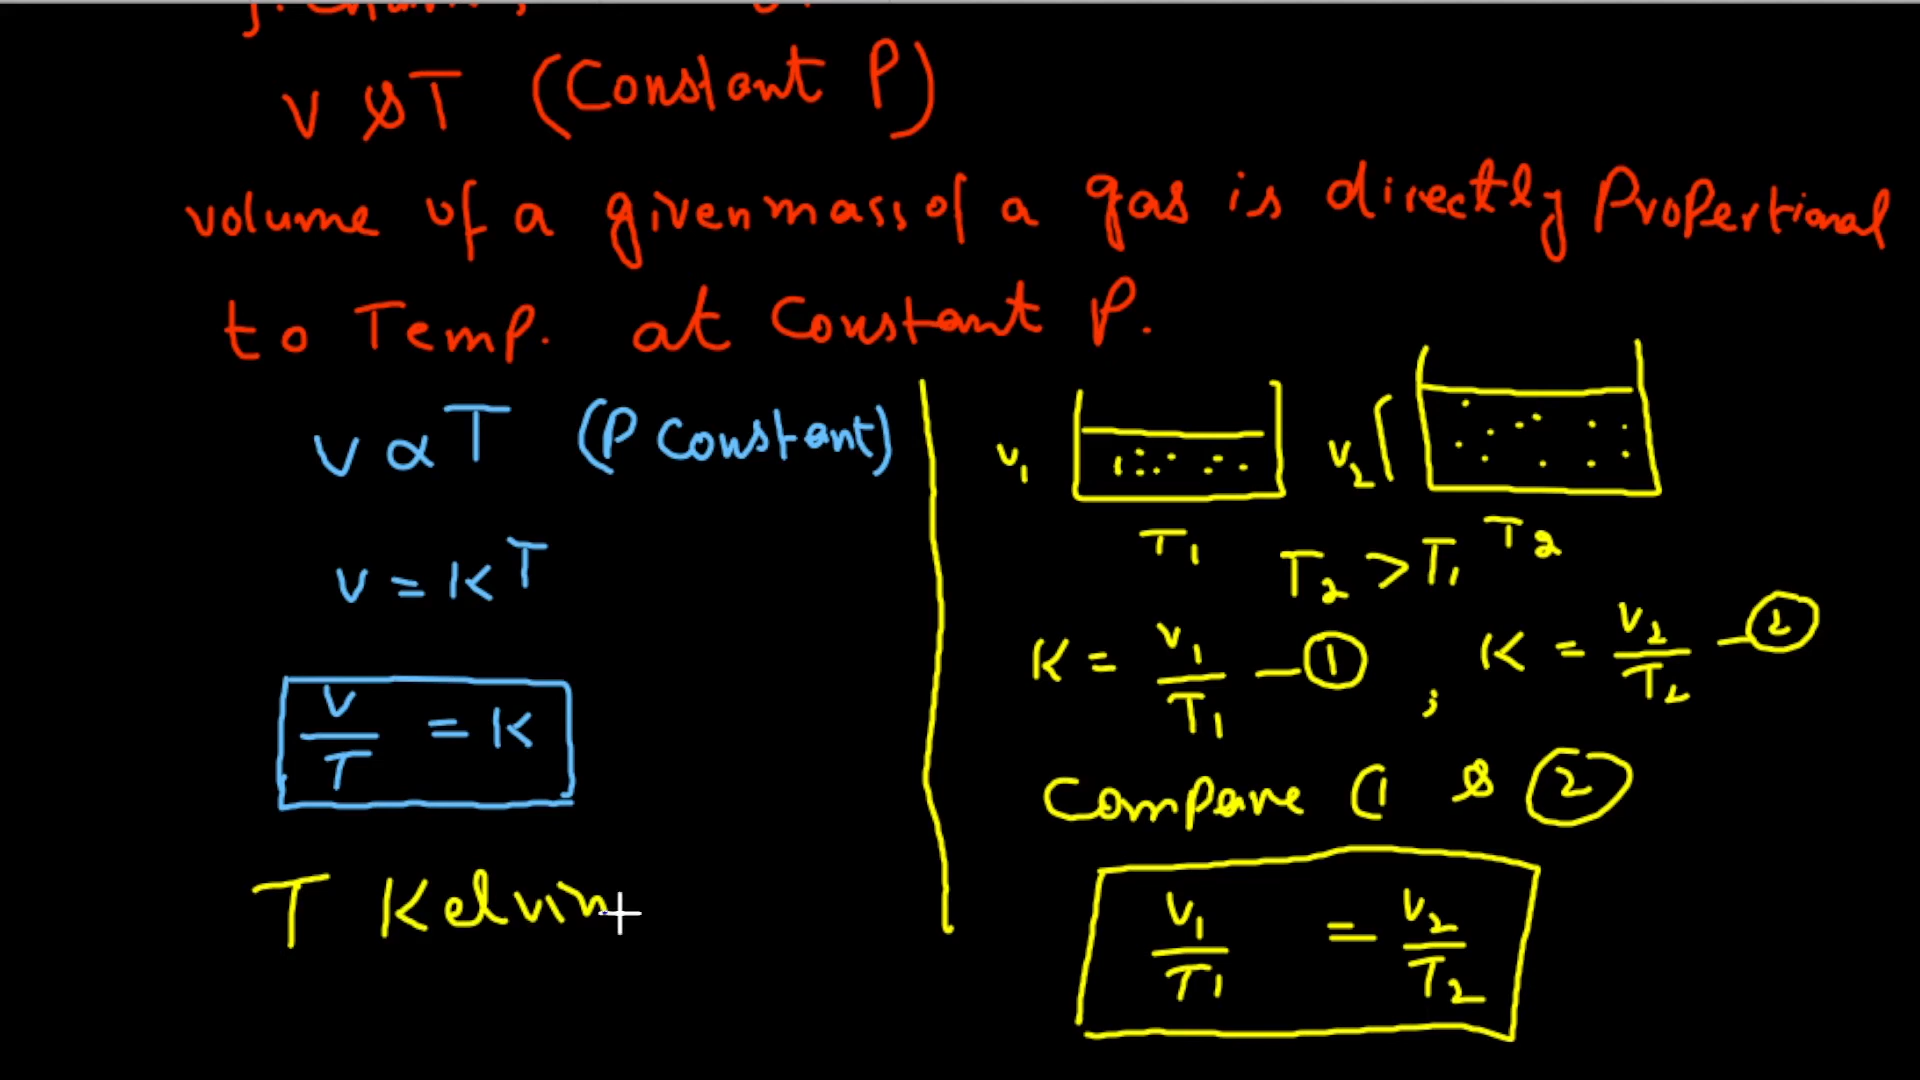 V & T (Constant P)
volume of a given mass of a gas is directly Propertional
to Temp. at Constant P.
V ∝ T (P Constant)
V = KT
V/T = K
T Kelvin
V₁ V₂
T₁ T₂
T₂ > T₁
K = V₁/T₁ — ① ; K = V₂/T₂ — ②
Compare (1 & ②
V₁/T₁ = V₂/T₂